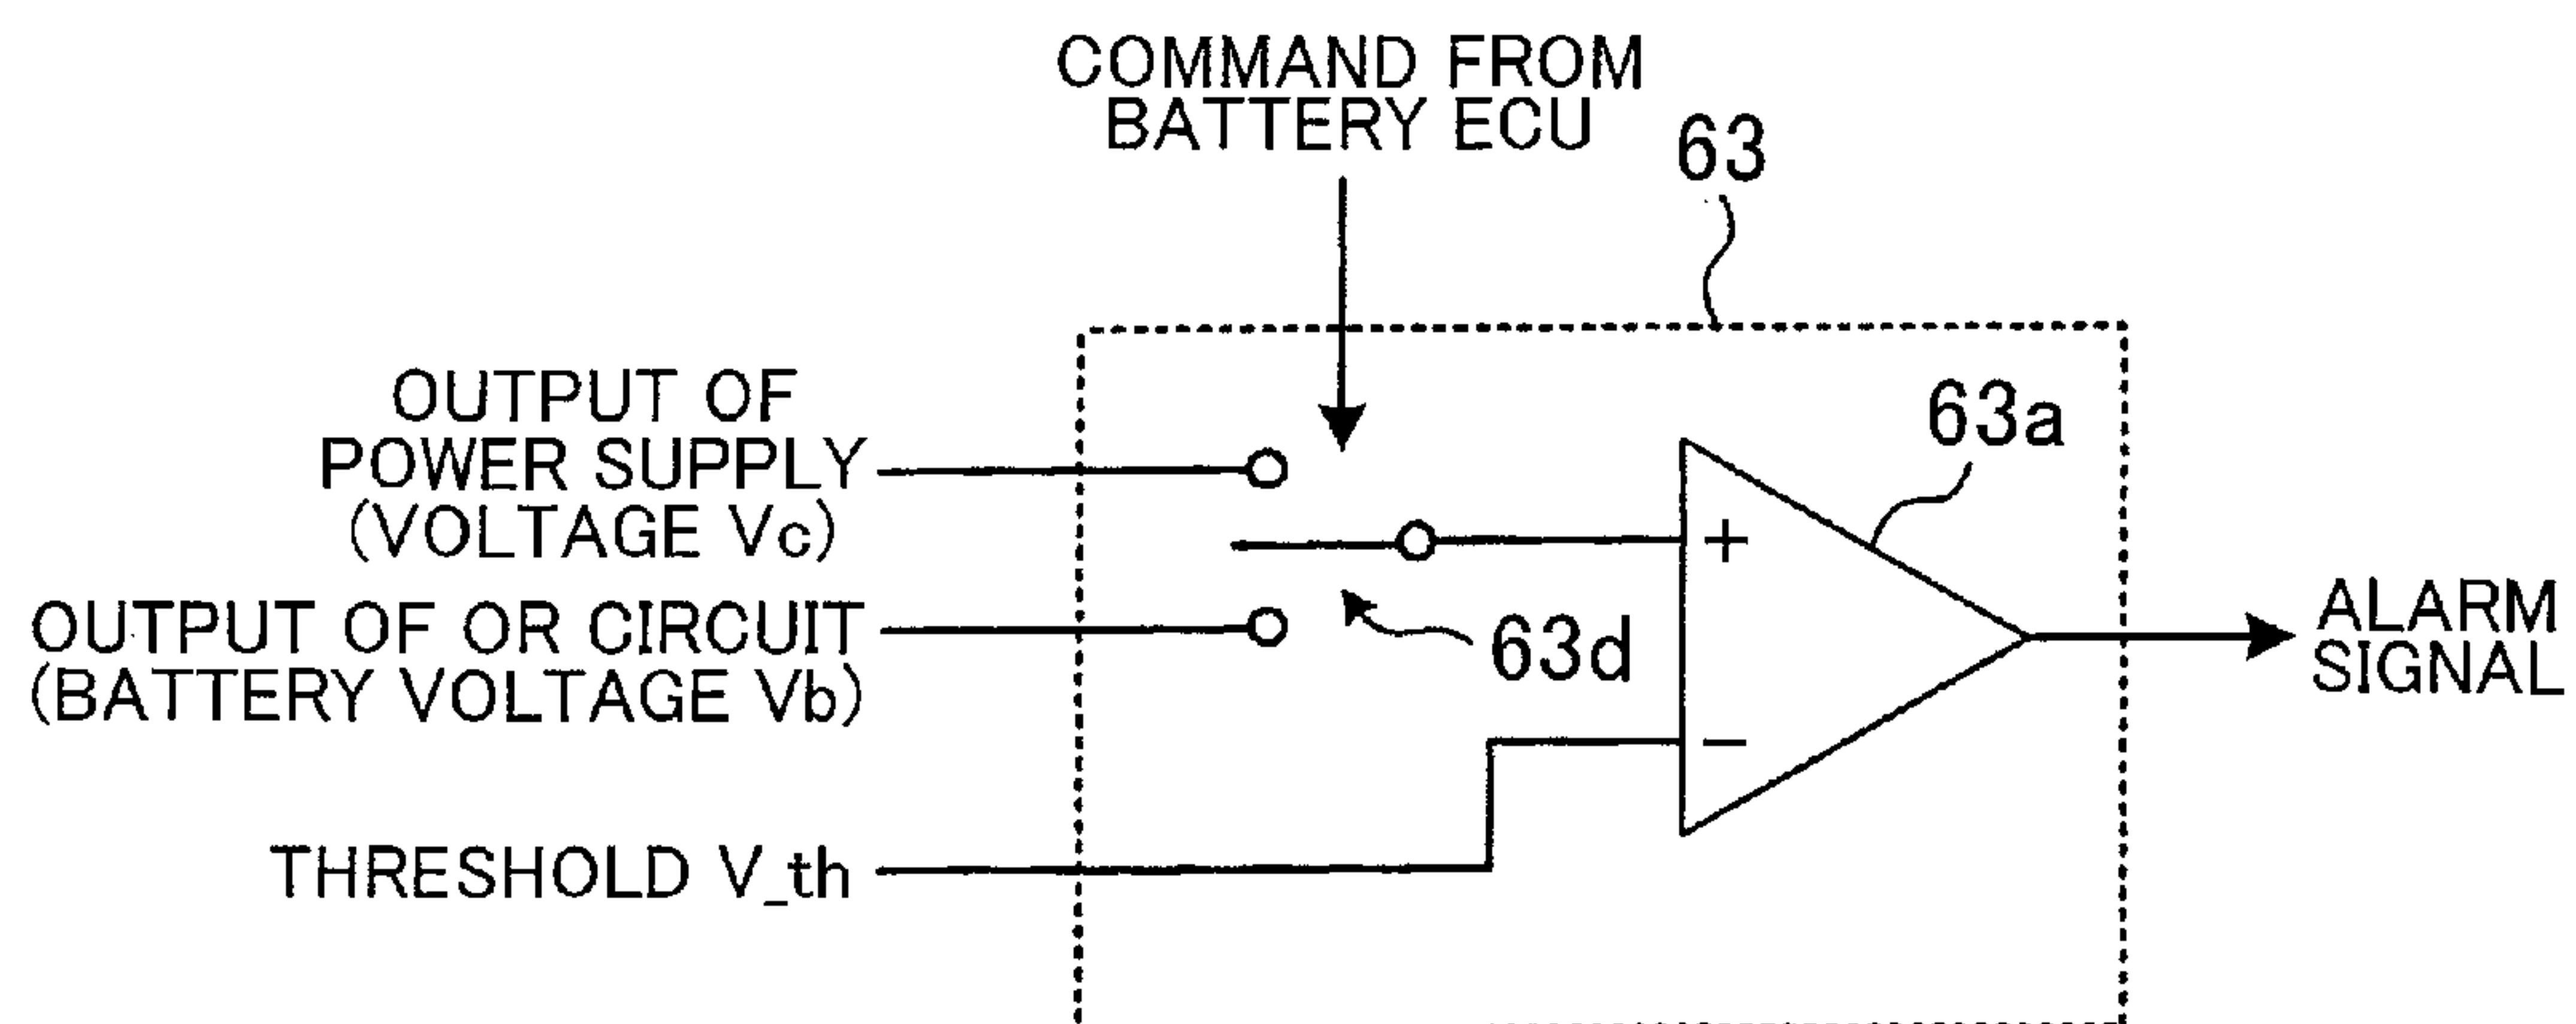 COMMAND FROM
BATTERY ECU
63
OUTPUT OF
POWER SUPPLY
(VOLTAGE Vc)
63a
+
OUTPUT OF OR CIRCUIT
(BATTERY VOLTAGE Vb)
63d
ALARM
SIGNAL
−
THRESHOLD V_th